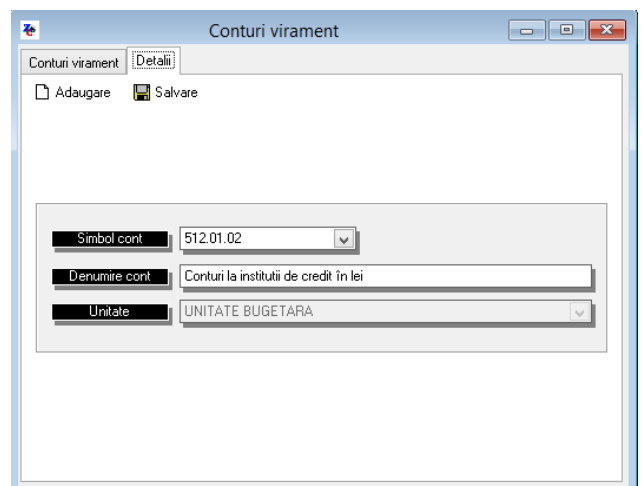 Conturi virament
Conturi virament Detalii
Adaugare Salvare
Simbol cont 512.01.02
Denumire cont Conturi la institutii de credit în lei
Unitate UNITATE BUGETARA